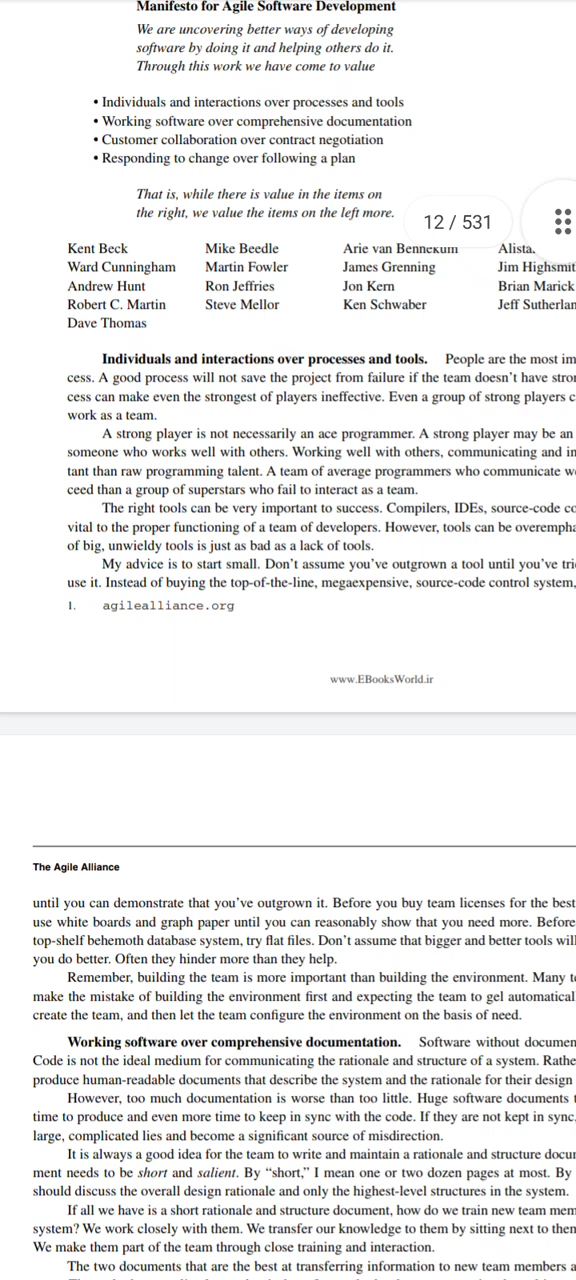 Manifesto for Agile Software Development
We are uncovering better ways of developing
software by doing it and helping others do it.
Through this work we have come to value
• Individuals and interactions over processes and tools
• Working software over comprehensive documentation
• Customer collaboration over contract negotiation
• Responding to change over following a plan
That is, while there is value in the items on
the right, we value the items on the left more.
12 / 531
Kent Beck Mike Beedle Arie van Bennekum Alista.
Ward Cunningham Martin Fowler James Grenning Jim Highsmit
Andrew Hunt Ron Jeffries Jon Kern Brian Marick
Robert C. Martin Steve Mellor Ken Schwaber Jeff Sutherlan
Dave Thomas
Individuals and interactions over processes and tools. People are the most im
cess. A good process will not save the project from failure if the team doesn't have stron
cess can make even the strongest of players ineffective. Even a group of strong players c
work as a team.
A strong player is not necessarily an ace programmer. A strong player may be an
someone who works well with others. Working well with others, communicating and in
tant than raw programming talent. A team of average programmers who communicate we
ceed than a group of superstars who fail to interact as a team.
The right tools can be very important to success. Compilers, IDEs, source-code co
vital to the proper functioning of a team of developers. However, tools can be overempha
of big, unwieldy tools is just as bad as a lack of tools.
My advice is to start small. Don't assume you've outgrown a tool until you've trie
use it. Instead of buying the top-of-the-line, megaexpensive, source-code control system,
1. agilealliance.org
www.EBooksWorld.ir
The Agile Alliance
until you can demonstrate that you've outgrown it. Before you buy team licenses for the best
use white boards and graph paper until you can reasonably show that you need more. Before
top-shelf behemoth database system, try flat files. Don't assume that bigger and better tools will
you do better. Often they hinder more than they help.
Remember, building the team is more important than building the environment. Many te
make the mistake of building the environment first and expecting the team to gel automatical
create the team, and then let the team configure the environment on the basis of need.
Working software over comprehensive documentation. Software without documen
Code is not the ideal medium for communicating the rationale and structure of a system. Rathe
produce human-readable documents that describe the system and the rationale for their design
However, too much documentation is worse than too little. Huge software documents t
time to produce and even more time to keep in sync with the code. If they are not kept in sync,
large, complicated lies and become a significant source of misdirection.
It is always a good idea for the team to write and maintain a rationale and structure docum
ment needs to be short and salient. By "short," I mean one or two dozen pages at most. By
should discuss the overall design rationale and only the highest-level structures in the system.
If all we have is a short rationale and structure document, how do we train new team mem
system? We work closely with them. We transfer our knowledge to them by sitting next to then
We make them part of the team through close training and interaction.
The two documents that are the best at transferring information to new team members a